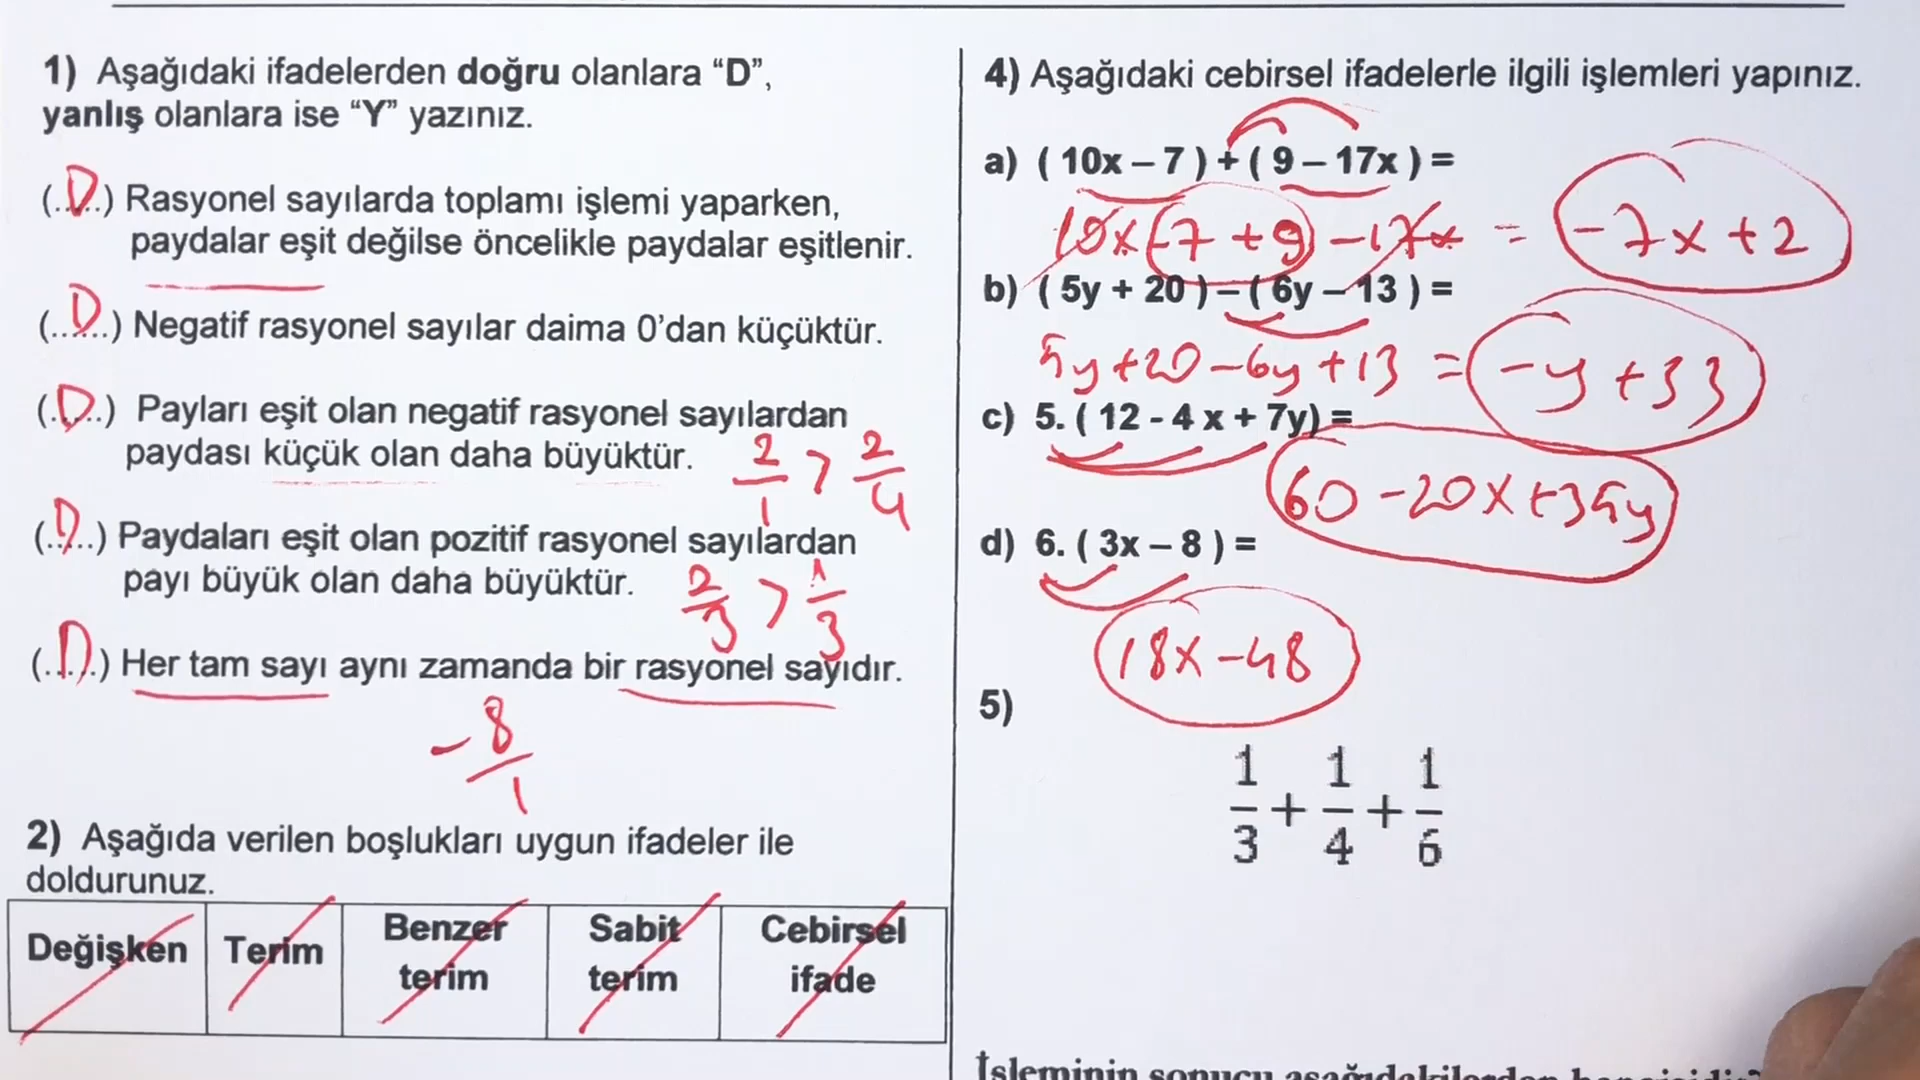 1) Aşağıdaki ifadelerden doğru olanlara “D”,
yanlış olanlara ise “Y” yazınız.
(..D..) Rasyonel sayılarda toplamı işlemi yaparken,
paydalar eşit değilse öncelikle paydalar eşitlenir.
(..D...) Negatif rasyonel sayılar daima 0’dan küçüktür.
(..D..) Payları eşit olan negatif rasyonel sayılardan
paydası küçük olan daha büyüktür. 2/1 > 2/4
(..D..) Paydaları eşit olan pozitif rasyonel sayılardan
payı büyük olan daha büyüktür. 2/3 > 1/3
(..D..) Her tam sayı aynı zamanda bir rasyonel sayıdır.
- 8/1
2) Aşağıda verilen boşlukları uygun ifadeler ile
doldurunuz.
Değişken Terim Benzer terim Sabit terim Cebirsel ifade
4) Aşağıdaki cebirsel ifadelerle ilgili işlemleri yapınız.
a) ( 10x – 7 ) + ( 9 – 17x ) =
10x -7 +9 -17x = -7x+2
b) ( 5y + 20 ) – ( 6y – 13 ) =
5y+20-6y+13 = -y+33
c) 5. ( 12 - 4 x + 7y) =
60-20x+35y
d) 6. ( 3x – 8 ) =
18x-48
5)
1/3 + 1/4 + 1/6
İşleminin sonucu aşağıdakilerden hangisidir?